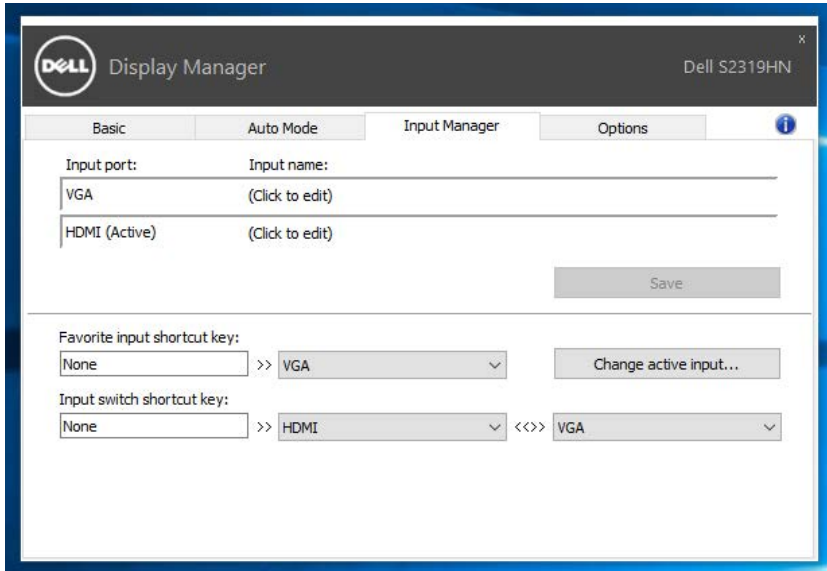 x
DELL Display Manager Dell S2319HN
Basic Auto Mode Input Manager Options i
Input port: Input name:
VGA (Click to edit)
HDMI (Active) (Click to edit)
Save
Favorite input shortcut key:
None >> VGA Change active input...
Input switch shortcut key:
None >> HDMI <<>> VGA